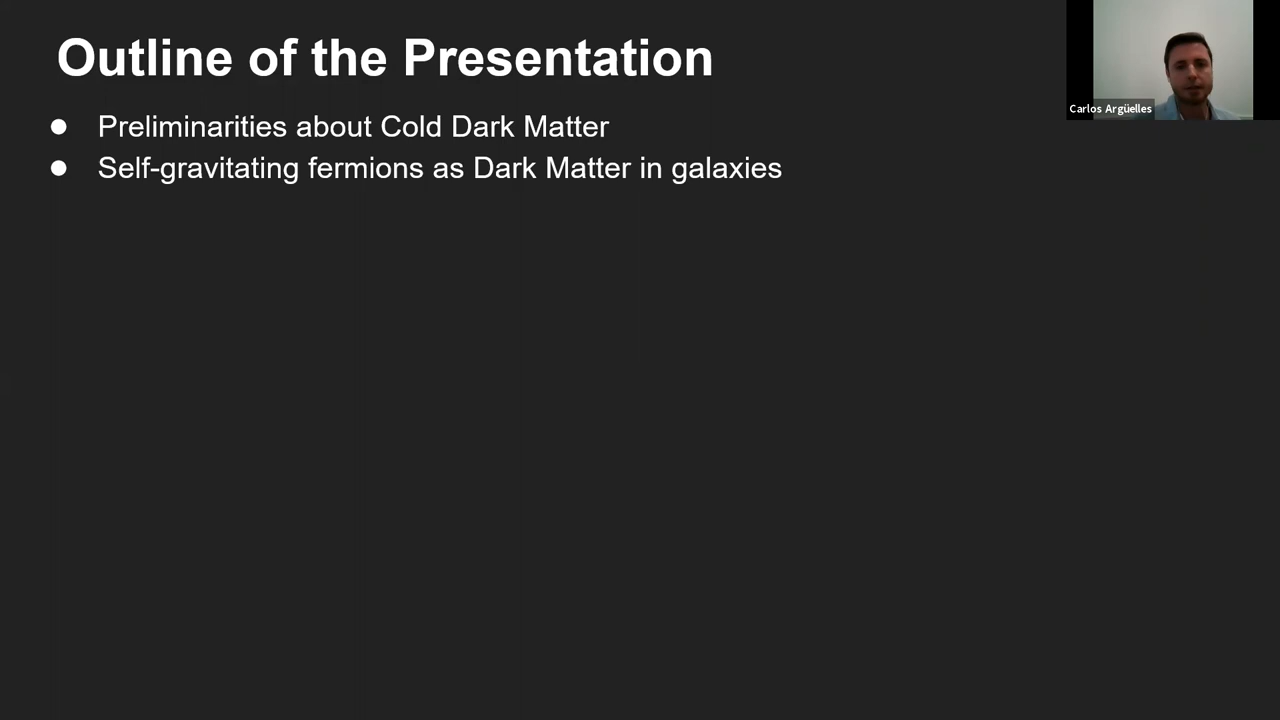 Outline of the Presentation
● Preliminarities about Cold Dark Matter
● Self-gravitating fermions as Dark Matter in galaxies
Carlos Argüelles